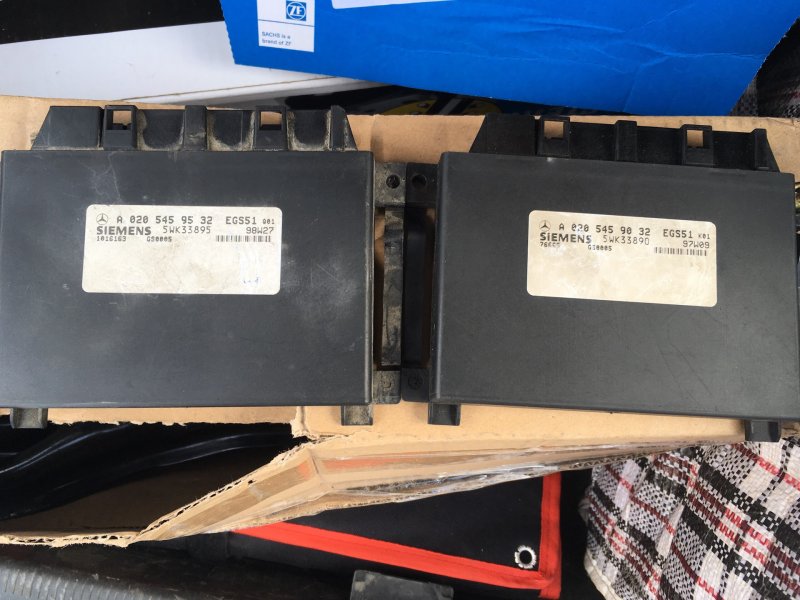 ZF
SACHS is a
brand of ZF
A 020 545 95 32 EGS51 G01
SIEMENS 5WK33895 98W27
1016163 GS0005
A 020 545 90 32 EGS51 K01
SIEMENS 5WK33890 97W09
GS0005